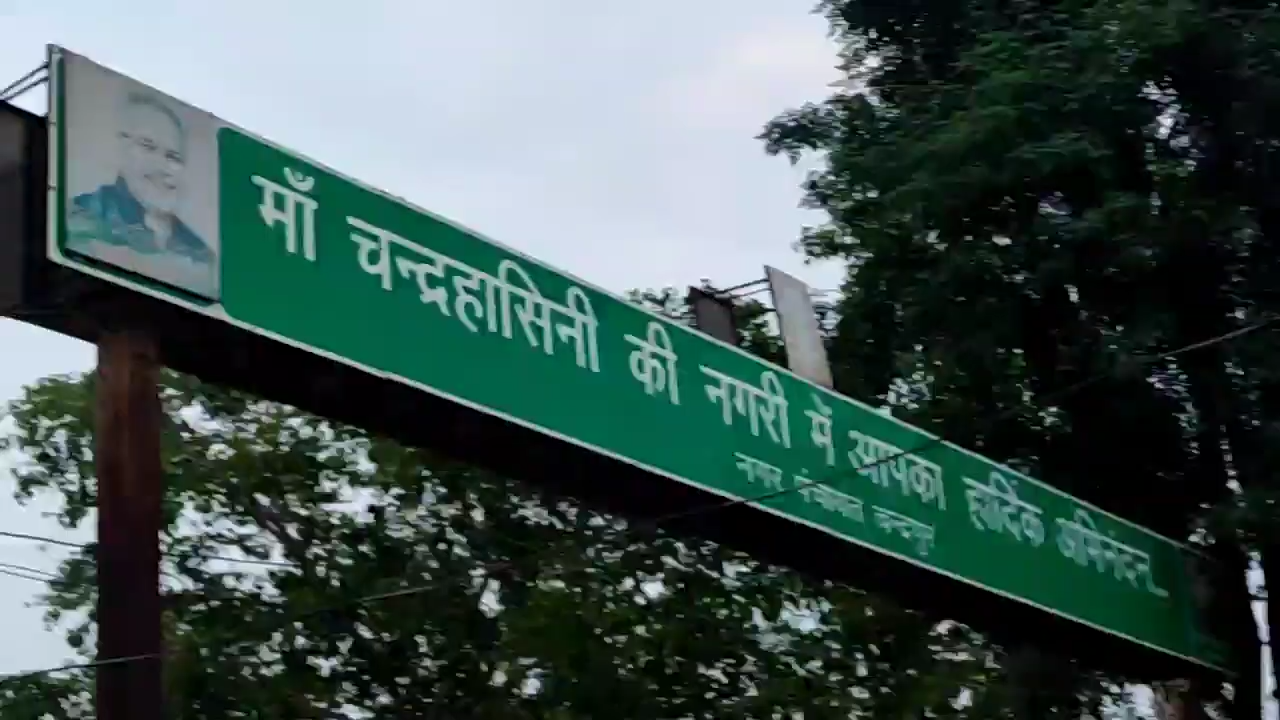 माँ चन्द्रहासिनी की नगरी में आपका हार्दिक अभिनंदन
नगर पंचायत चन्द्रपुर